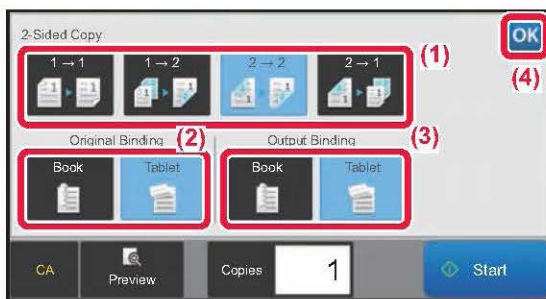 2-Sided Copy
OK
1 → 1
1 → 2
2 → 2
2 → 1
(1)
(4)
Original Binding
(2)
Output Binding
(3)
Book
Tablet
Book
Tablet
CA
Preview
Copies
1
Start